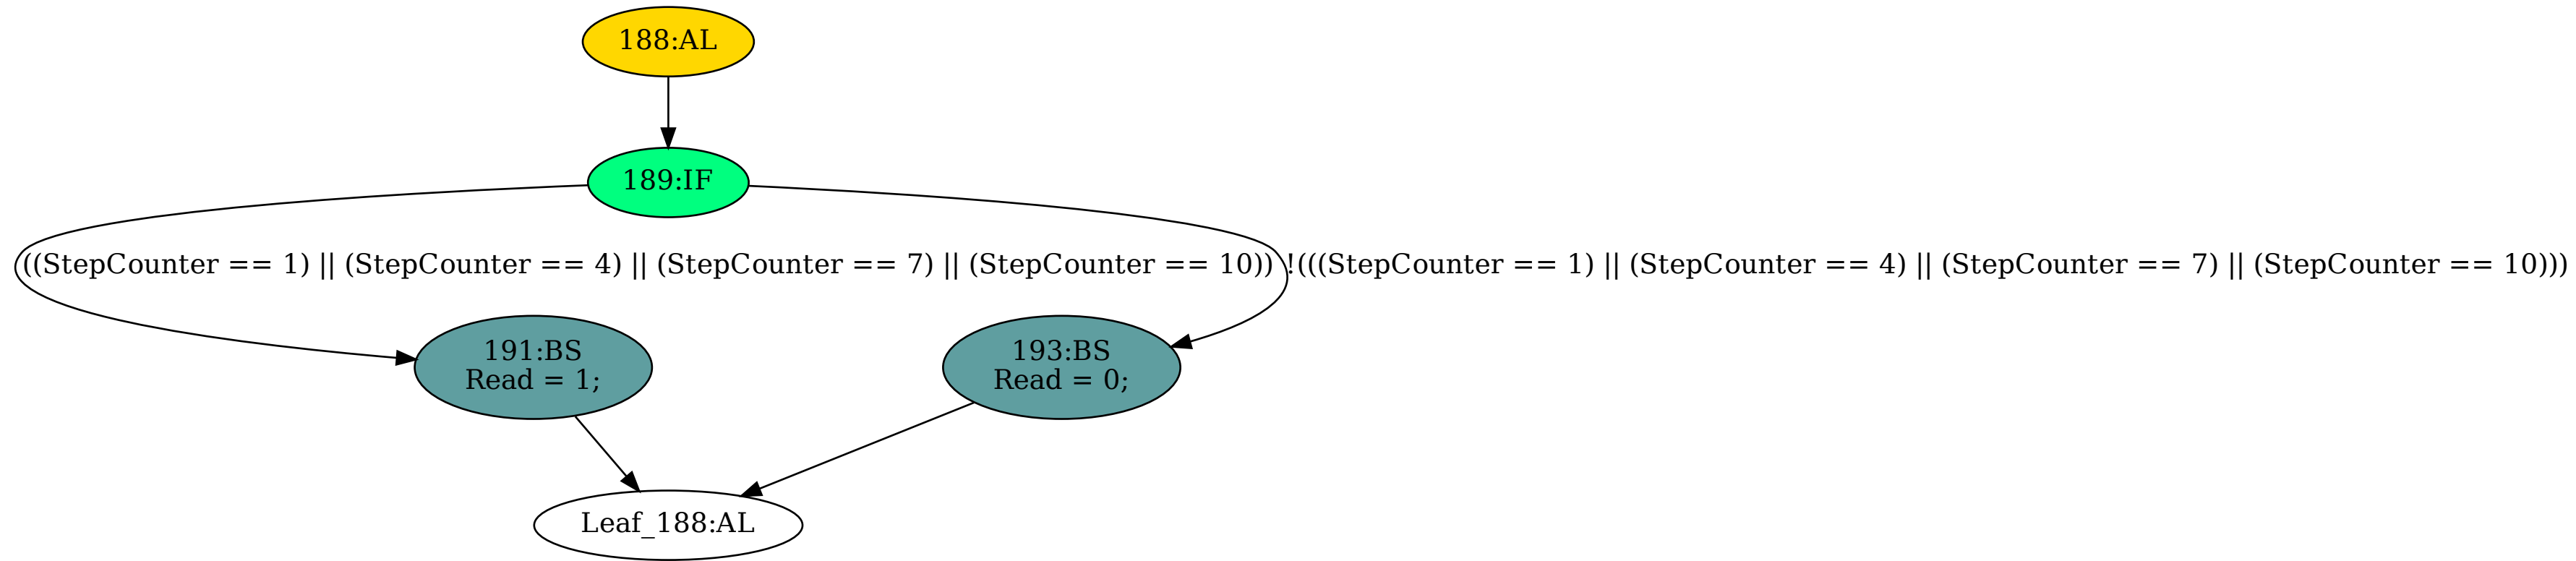 188:AL
189:IF
((StepCounter == 1) || (StepCounter == 4) || (StepCounter == 7) || (StepCounter == 10))
!(((StepCounter == 1) || (StepCounter == 4) || (StepCounter == 7) || (StepCounter == 10)))
191:BS
Read = 1;
193:BS
Read = 0;
Leaf_188:AL